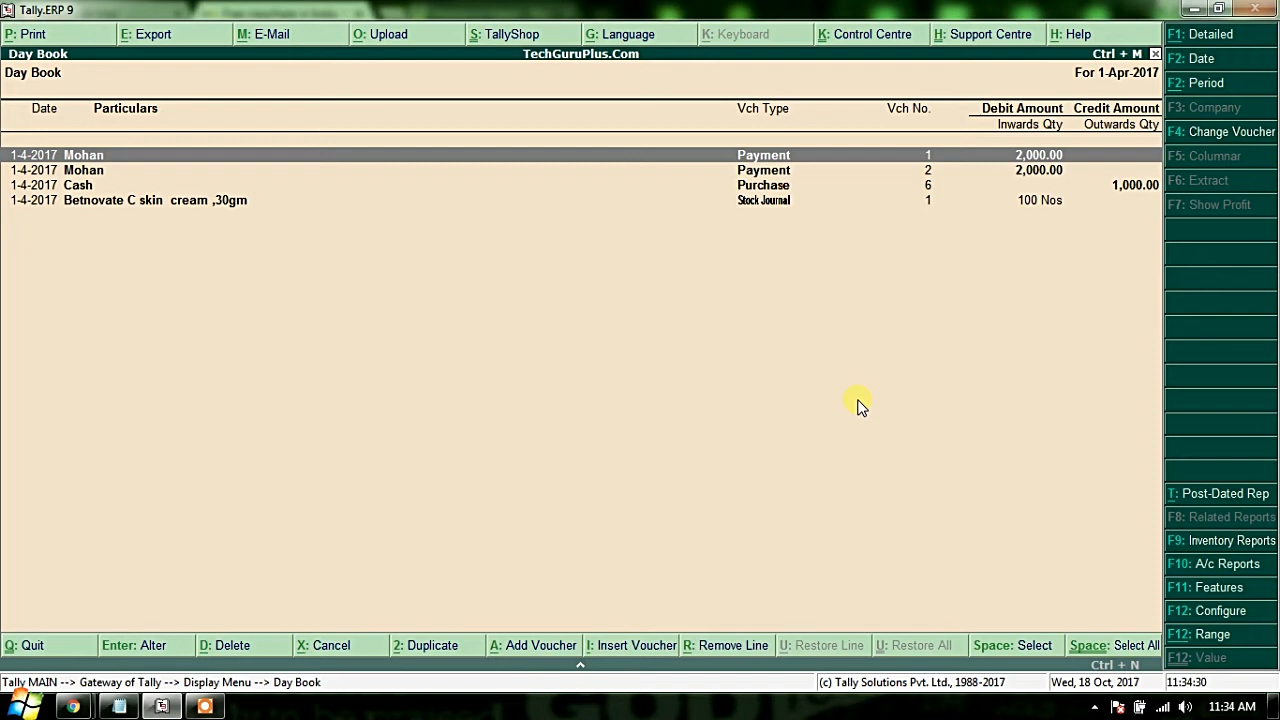 Tally.ERP 9
P: Print E: Export M: E-Mail O: Upload S: TallyShop G: Language K: Keyboard K: Control Centre H: Support Centre H: Help
Day Book TechGuruPlus.Com Ctrl + M
Day Book For 1-Apr-2017
Date Particulars Vch Type Vch No. Debit Amount Credit Amount
Inwards Qty Outwards Qty
1-4-2017 Mohan Payment 1 2,000.00
1-4-2017 Mohan Payment 2 2,000.00
1-4-2017 Cash Purchase 6 1,000.00
1-4-2017 Betnovate C skin cream ,30gm Stock Journal 1 100 Nos
F1: Detailed
F2: Date
F2: Period
F3: Company
F4: Change Voucher
F5: Columnar
F6: Extract
F7: Show Profit
T: Post-Dated Rep
F8: Related Reports
F9: Inventory Reports
F10: A/c Reports
F11: Features
F12: Configure
F12: Range
F12: Value
Q: Quit Enter: Alter D: Delete X: Cancel 2: Duplicate A: Add Voucher I: Insert Voucher R: Remove Line U: Restore Line U: Restore All Space: Select Space: Select All
Ctrl + N
Tally MAIN --> Gateway of Tally --> Display Menu --> Day Book (c) Tally Solutions Pvt. Ltd., 1988-2017 Wed, 18 Oct, 2017 11:34:30
11:34 AM